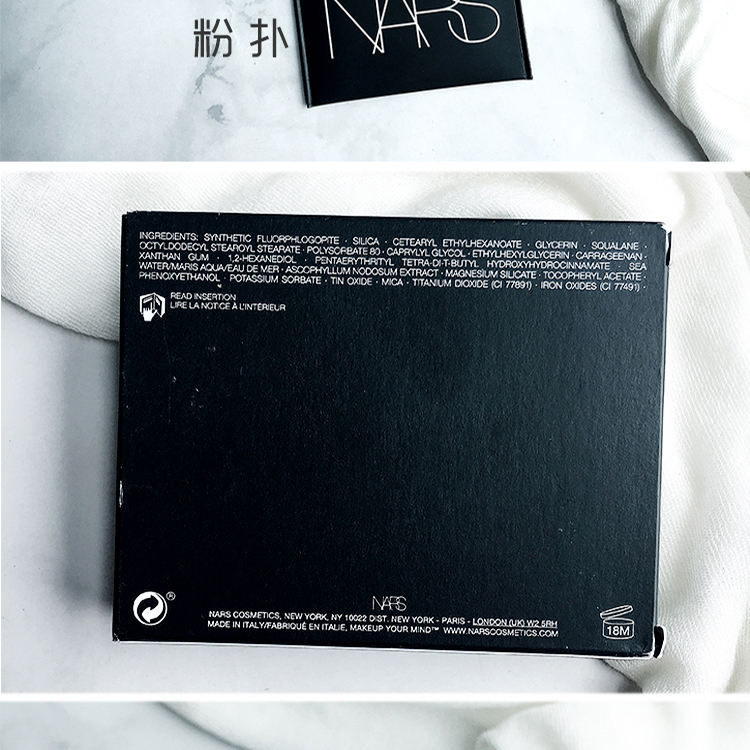 NARS
粉扑
INGREDIENTS: SYNTHETIC FLUORPHLOGOPITE · SILICA · CETEARYL ETHYLHEXANOATE · GLYCERIN · SQUALANE ·
OCTYLDODECYL STEAROYL STEARATE · POLYSORBATE 80 · CAPRYLYL GLYCOL · ETHYLHEXYLGLYCERIN · CARRAGEENAN ·
XANTHAN GUM · 1,2-HEXANEDIOL · PENTAERYTHRITYL TETRA-DI-T-BUTYL HYDROXYHYDROCINNAMATE · SEA
WATER/MARIS AQUA/EAU DE MER · ASCOPHYLLUM NODOSUM EXTRACT · MAGNESIUM SILICATE · TOCOPHERYL ACETATE ·
PHENOXYETHANOL · POTASSIUM SORBATE · TIN OXIDE · MICA · TITANIUM DIOXIDE (CI 77891) · IRON OXIDES (CI 77491) ·
READ INSERTION
LIRE LA NOTICE À L'INTÉRIEUR
NARS
NARS COSMETICS, NEW YORK, NY 10022 DIST. NEW YORK - PARIS - LONDON (UK) W2 5RH
MADE IN ITALY/FABRIQUÉ EN ITALIE, MAKEUP YOUR MIND™ WWW.NARSCOSMETICS.COM
®
18M